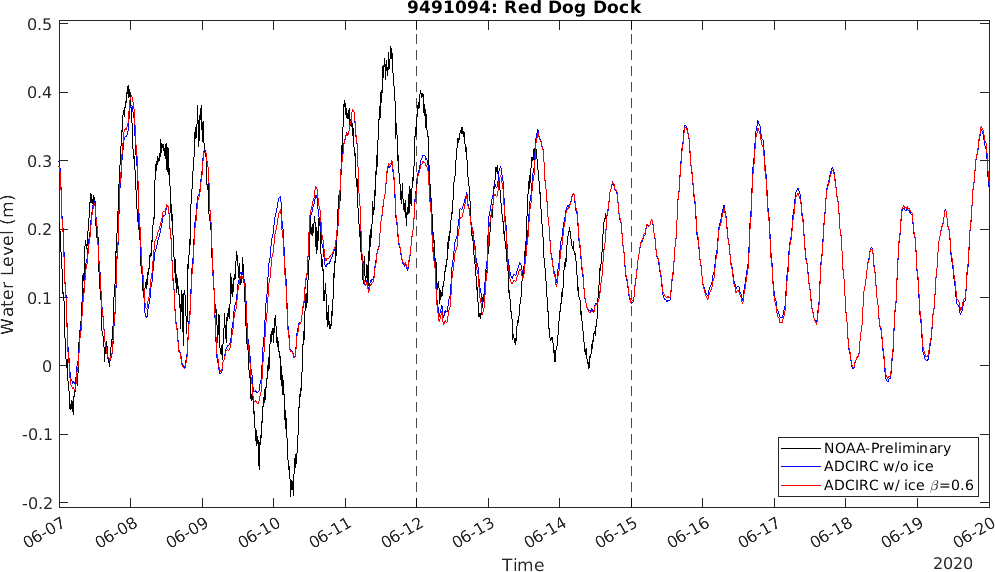 9491094: Red Dog Dock
Water Level (m)
0.5
0.4
0.3
0.2
0.1
0
-0.1
-0.2
NOAA-Preliminary
ADCIRC w/o ice
ADCIRC w/ ice β=0.6
06-07 06-08 06-09 06-10 06-11 06-12 06-13 06-14 06-15 06-16 06-17 06-18 06-19 06-20
Time
2020